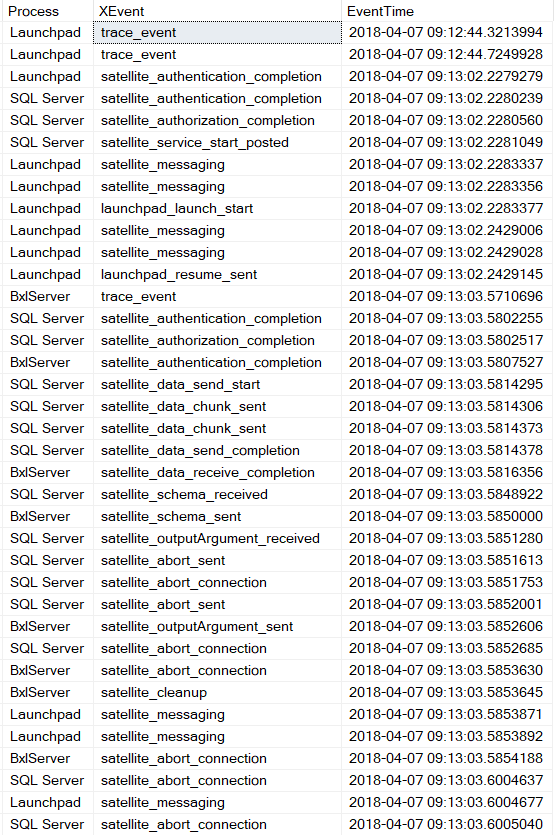 Process XEvent EventTime
Launchpad trace_event 2018-04-07 09:12:44.3213994
Launchpad trace_event 2018-04-07 09:12:44.7249928
Launchpad satellite_authentication_completion 2018-04-07 09:13:02.2279279
SQL Server satellite_authentication_completion 2018-04-07 09:13:02.2280239
SQL Server satellite_authorization_completion 2018-04-07 09:13:02.2280560
SQL Server satellite_service_start_posted 2018-04-07 09:13:02.2281049
Launchpad satellite_messaging 2018-04-07 09:13:02.2283337
Launchpad satellite_messaging 2018-04-07 09:13:02.2283356
Launchpad launchpad_launch_start 2018-04-07 09:13:02.2283377
Launchpad satellite_messaging 2018-04-07 09:13:02.2429006
Launchpad satellite_messaging 2018-04-07 09:13:02.2429028
Launchpad launchpad_resume_sent 2018-04-07 09:13:02.2429145
BxlServer trace_event 2018-04-07 09:13:03.5710696
SQL Server satellite_authentication_completion 2018-04-07 09:13:03.5802255
SQL Server satellite_authorization_completion 2018-04-07 09:13:03.5802517
BxlServer satellite_authentication_completion 2018-04-07 09:13:03.5807527
SQL Server satellite_data_send_start 2018-04-07 09:13:03.5814295
SQL Server satellite_data_chunk_sent 2018-04-07 09:13:03.5814306
SQL Server satellite_data_chunk_sent 2018-04-07 09:13:03.5814373
SQL Server satellite_data_send_completion 2018-04-07 09:13:03.5814378
BxlServer satellite_data_receive_completion 2018-04-07 09:13:03.5816356
SQL Server satellite_schema_received 2018-04-07 09:13:03.5848922
BxlServer satellite_schema_sent 2018-04-07 09:13:03.5850000
SQL Server satellite_outputArgument_received 2018-04-07 09:13:03.5851280
SQL Server satellite_abort_sent 2018-04-07 09:13:03.5851613
SQL Server satellite_abort_connection 2018-04-07 09:13:03.5851753
SQL Server satellite_abort_sent 2018-04-07 09:13:03.5852001
BxlServer satellite_outputArgument_sent 2018-04-07 09:13:03.5852606
SQL Server satellite_abort_connection 2018-04-07 09:13:03.5852685
BxlServer satellite_abort_connection 2018-04-07 09:13:03.5853630
BxlServer satellite_cleanup 2018-04-07 09:13:03.5853645
Launchpad satellite_messaging 2018-04-07 09:13:03.5853871
Launchpad satellite_messaging 2018-04-07 09:13:03.5853892
BxlServer satellite_abort_connection 2018-04-07 09:13:03.5854188
SQL Server satellite_abort_connection 2018-04-07 09:13:03.6004637
Launchpad satellite_messaging 2018-04-07 09:13:03.6004677
SQL Server satellite_abort_connection 2018-04-07 09:13:03.6005040